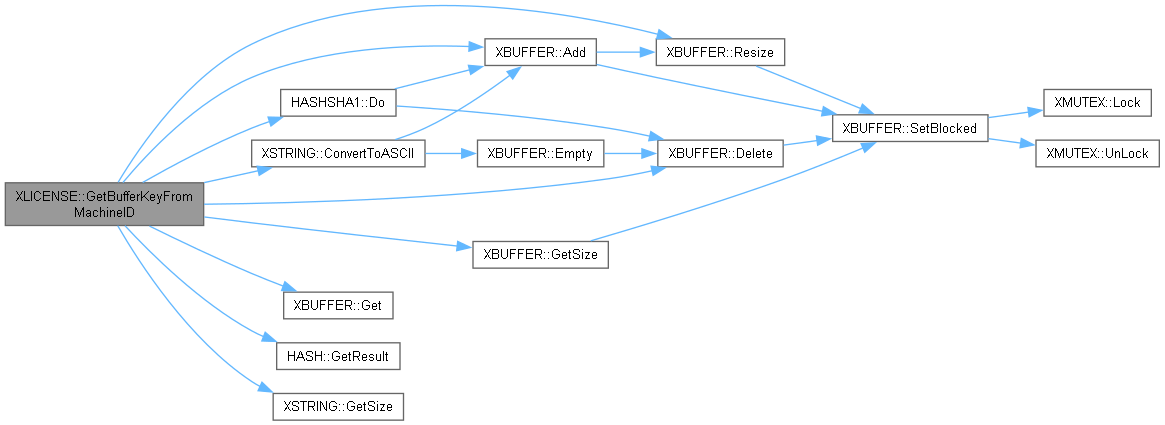 XLICENSE::GetBufferKeyFrom
MachineID
HASHSHA1::Do
XSTRING::ConvertToASCII
XBUFFER::Get
HASH::GetResult
XSTRING::GetSize
XBUFFER::Add
XBUFFER::Empty
XBUFFER::GetSize
XBUFFER::Resize
XBUFFER::Delete
XBUFFER::SetBlocked
XMUTEX::Lock
XMUTEX::UnLock